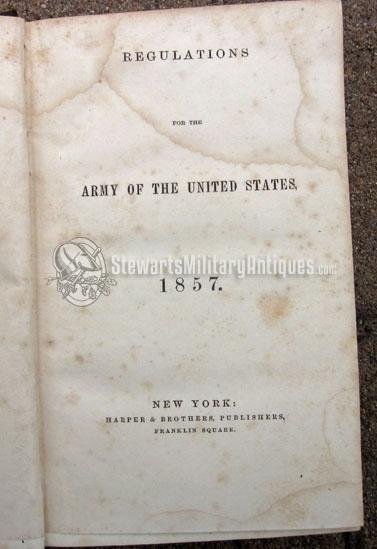 REGULATIONS
FOR THE
ARMY OF THE UNITED STATES,
StewartsMilitaryAntiques.com
1857.
NEW YORK:
HARPER & BROTHERS, PUBLISHERS,
FRANKLIN SQUARE.